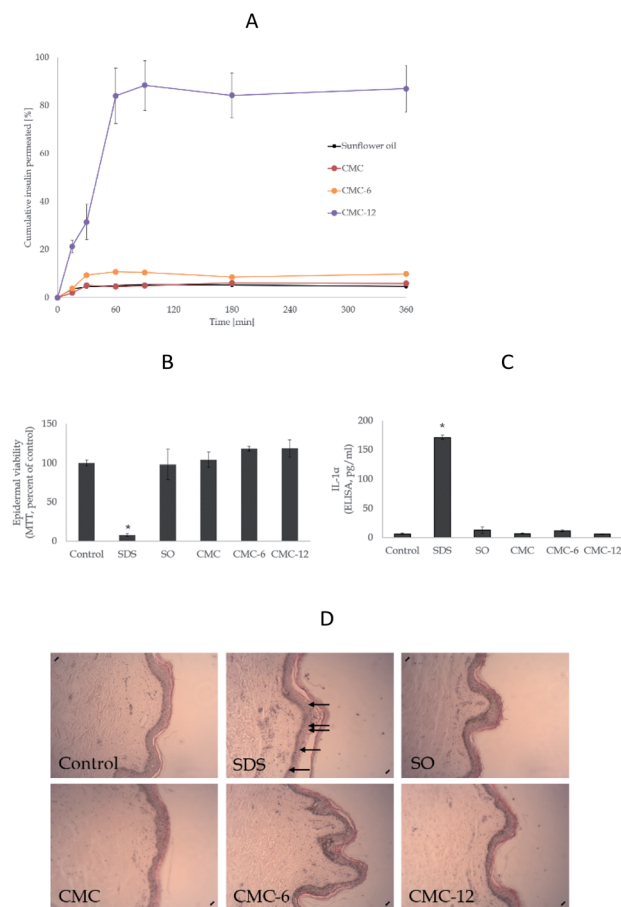 A
Cumulative insulin permeated [%]
100
80
60
40
20
0
0 60 120 180 240 300 360
Time [min]
Sunflower oil
CMC
CMC-6
CMC-12
B
Epidermal viability
(MTT, percent of control)
150
100
50
0
*
Control SDS SO CMC CMC-6 CMC-12
C
IL-1α
(ELISA, pg/ml)
200
150
100
50
0
*
Control SDS SO CMC CMC-6 CMC-12
D
Control SDS SO
CMC CMC-6 CMC-12